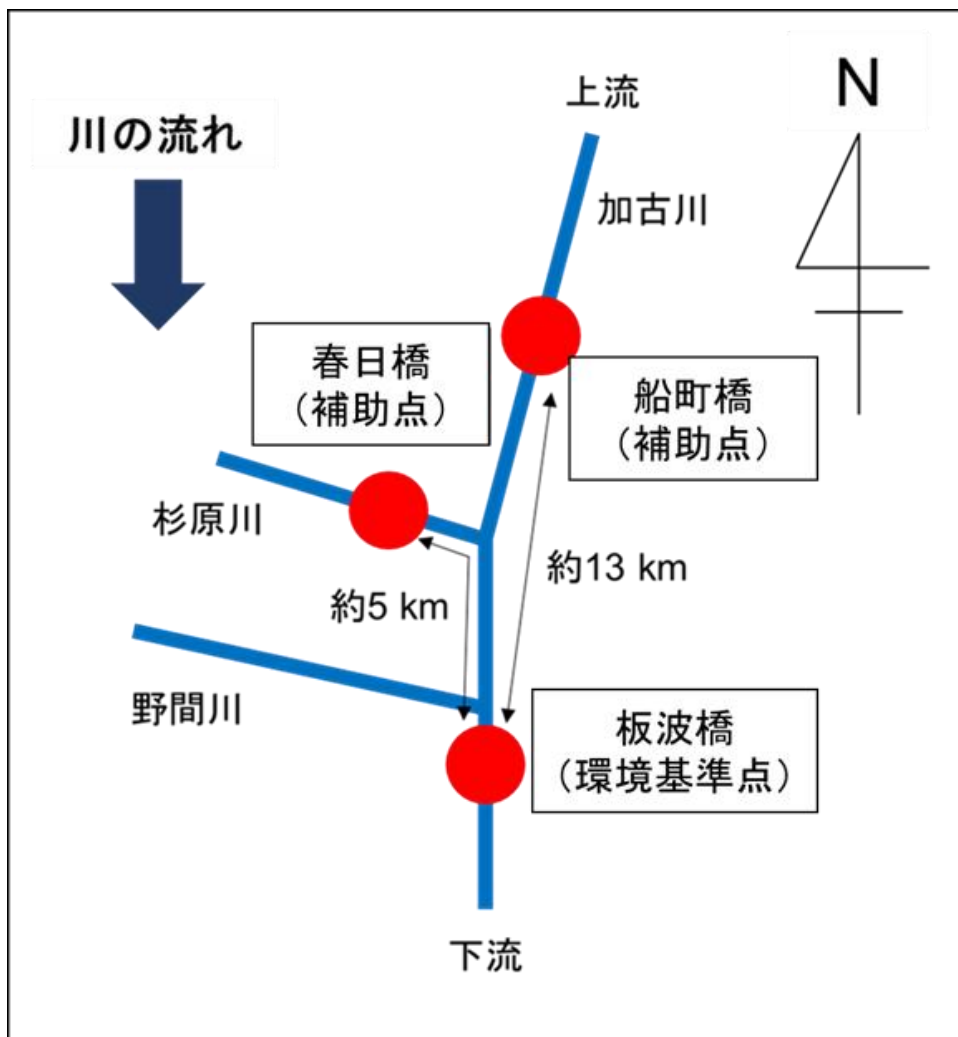 上流
N
川の流れ
加古川
春日橋
（補助点）
船町橋
（補助点）
杉原川
約13 km
約5 km
野間川
板波橋
（環境基準点）
下流